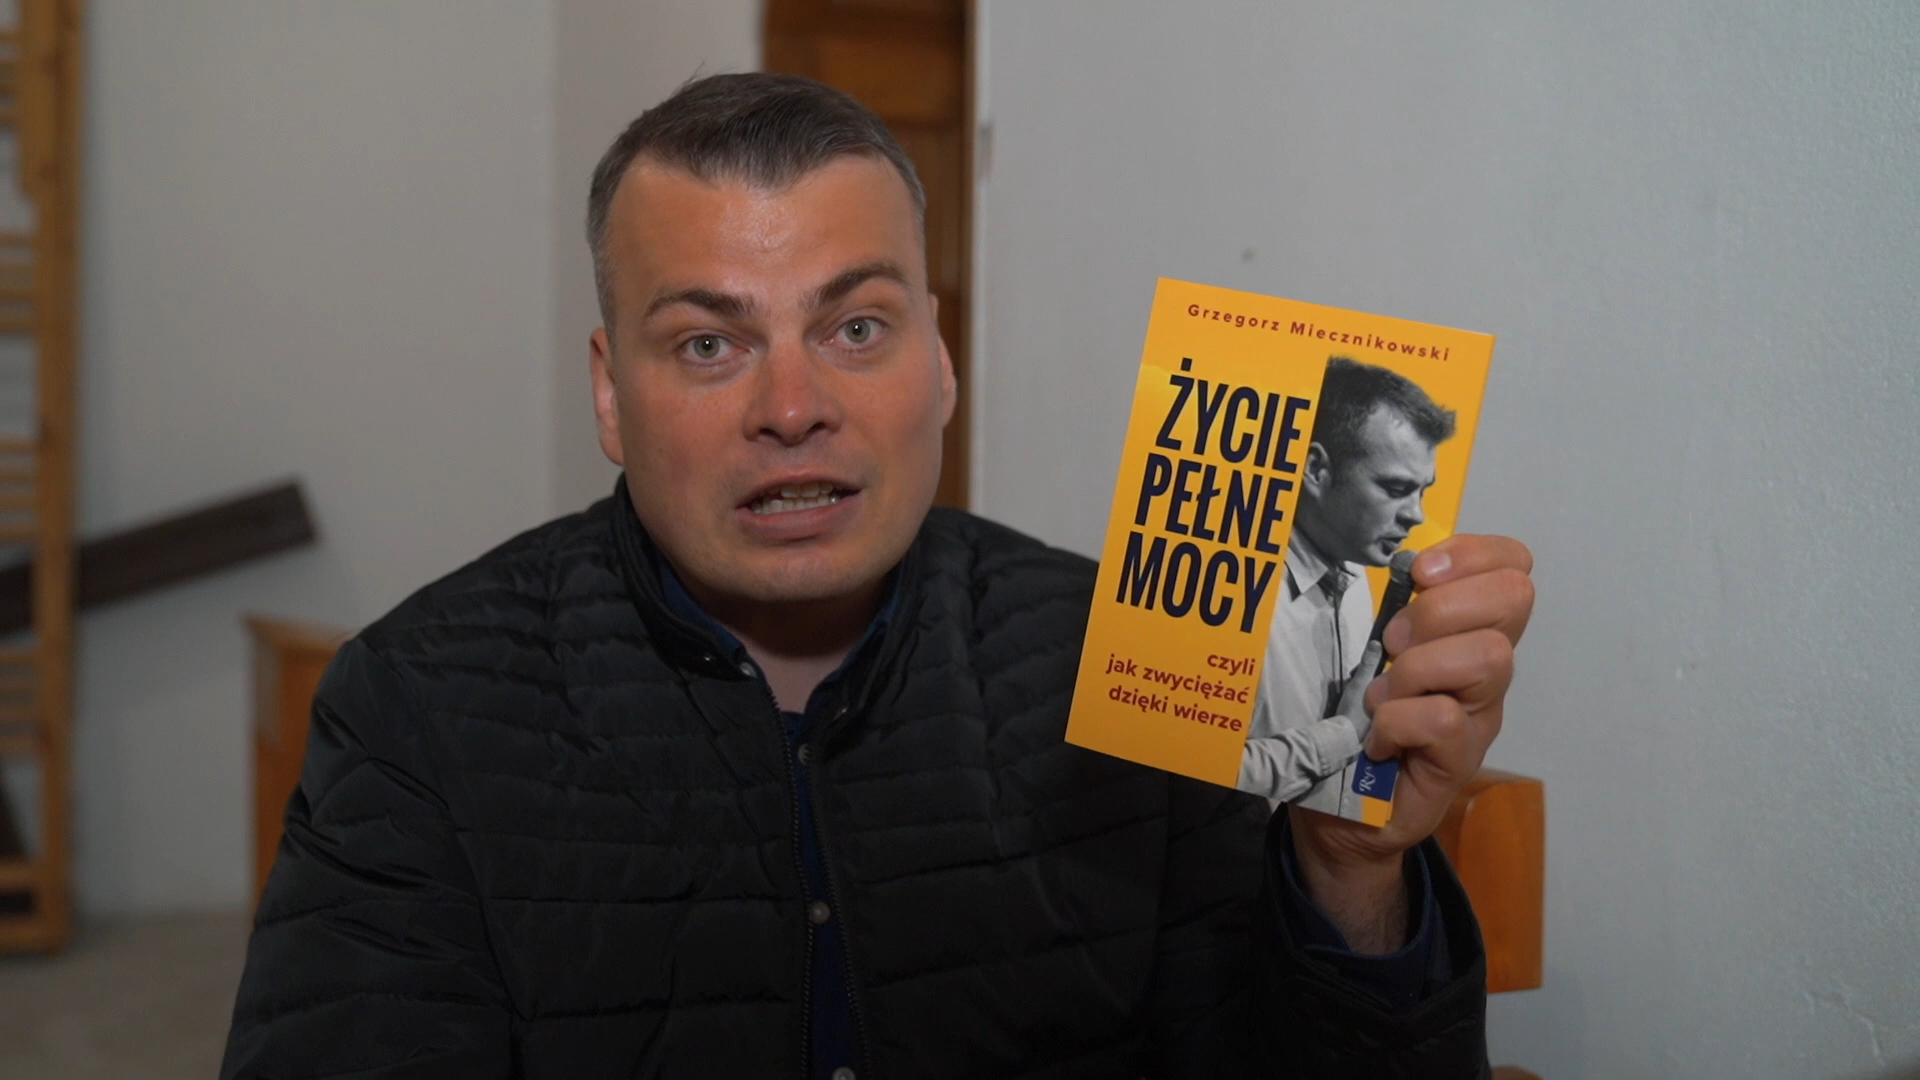 Grzegorz Miecznikowski
ŻYCIE
PEŁNE
MOCY
czyli
jak zwyciężać
dzięki wierze